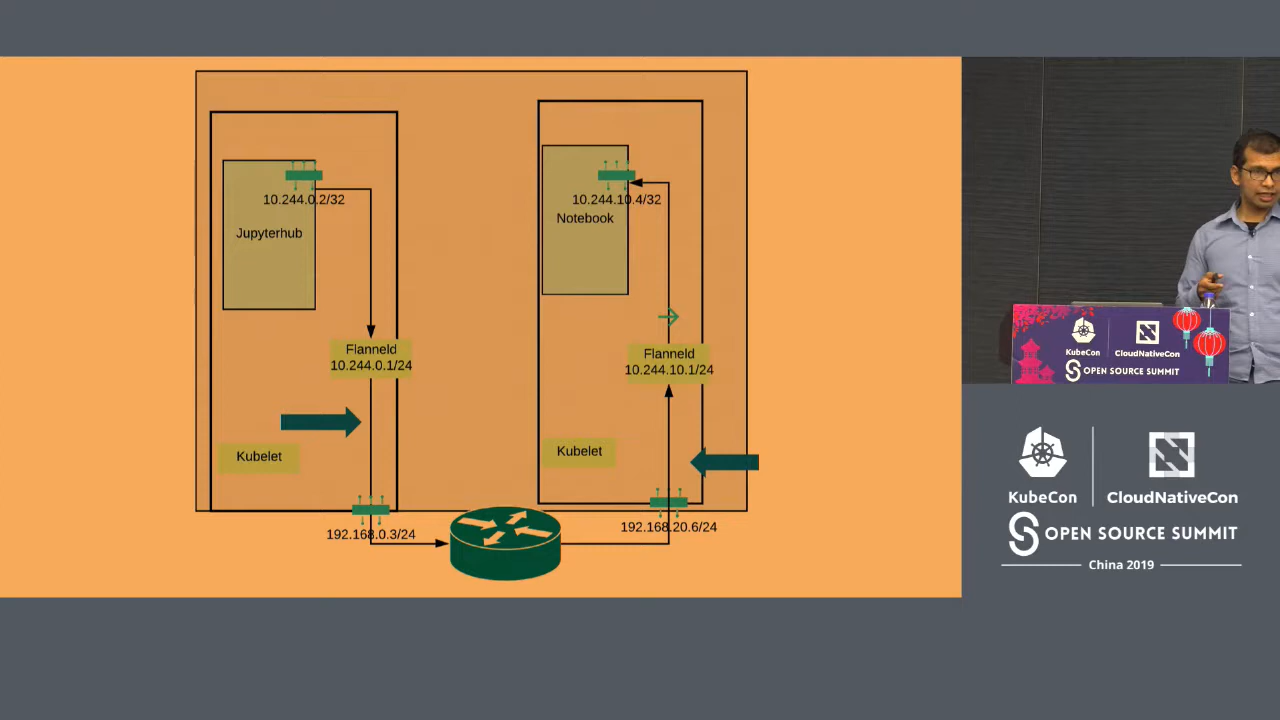 10.244.0.2/32
Jupyterhub
Flanneld
10.244.0.1/24
Kubelet
192.168.0.3/24
10.244.10.4/32
Notebook
Flanneld
10.244.10.1/24
Kubelet
192.168.20.6/24
KubeCon
CloudNativeCon
OPEN SOURCE SUMMIT
KubeCon
CloudNativeCon
OPEN SOURCE SUMMIT
China 2019